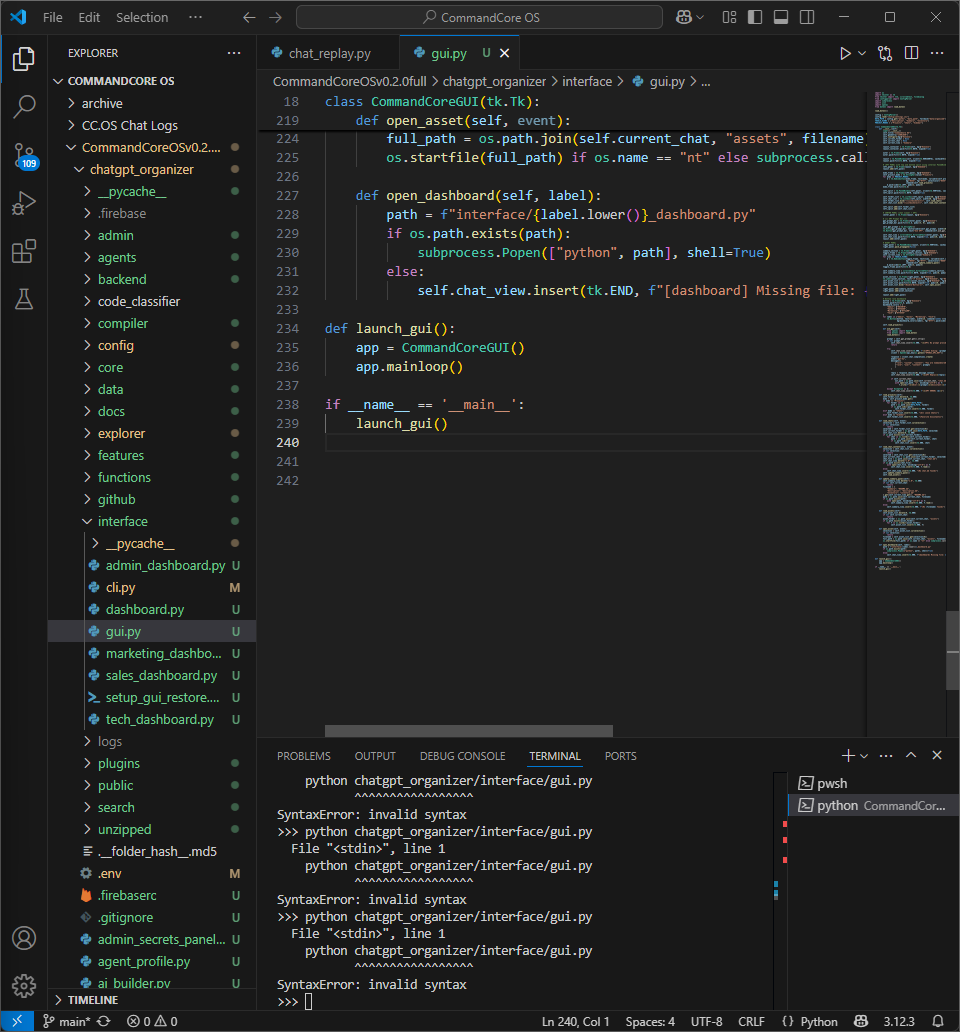 File Edit Selection ··· CommandCore OS
EXPLORER ···
COMMANDCORE OS
archive
CC.OS Chat Logs
CommandCoreOSv0.2....
chatgpt_organizer
__pycache__
.firebase
admin
agents
backend
code_classifier
compiler
config
core
data
docs
explorer
features
functions
github
interface
__pycache__
admin_dashboard.py U
cli.py M
dashboard.py U
gui.py U
marketing_dashbo... U
sales_dashboard.py U
setup_gui_restore.... U
tech_dashboard.py U
logs
plugins
public
search
unzipped
.__folder_hash__.md5
.env M
.firebaserc U
.gitignore U
admin_secrets_panel... U
agent_profile.py U
ai_builder.py U
TIMELINE
109
chat_replay.py gui.py U
CommandCoreOSv0.2.0full > chatgpt_organizer > interface > gui.py > ...
18 class CommandCoreGUI(tk.Tk):
219 def open_asset(self, event):
224 full_path = os.path.join(self.current_chat, "assets", filename)
225 os.startfile(full_path) if os.name == "nt" else subprocess.cal
226
227 def open_dashboard(self, label):
228 path = f"interface/{label.lower()}_dashboard.py"
229 if os.path.exists(path):
230 subprocess.Popen(["python", path], shell=True)
231 else:
232 self.chat_view.insert(tk.END, f"[dashboard] Missing file:
233
234 def launch_gui():
235 app = CommandCoreGUI()
236 app.mainloop()
237
238 if __name__ == '__main__':
239 launch_gui()
240
241
242
PROBLEMS OUTPUT DEBUG CONSOLE TERMINAL PORTS
python chatgpt_organizer/interface/gui.py
^^^^^^^^^^^^^^^^^
SyntaxError: invalid syntax
>>> python chatgpt_organizer/interface/gui.py
File "<stdin>", line 1
python chatgpt_organizer/interface/gui.py
^^^^^^^^^^^^^^^^^
SyntaxError: invalid syntax
>>> python chatgpt_organizer/interface/gui.py
File "<stdin>", line 1
python chatgpt_organizer/interface/gui.py
^^^^^^^^^^^^^^^^^
SyntaxError: invalid syntax
>>>
pwsh
python CommandCor...
main* 0 0 Ln 240, Col 1 Spaces: 4 UTF-8 CRLF {} Python 3.12.3